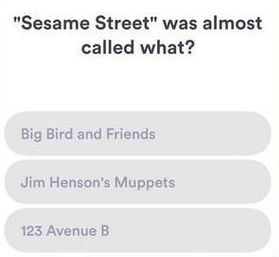 "Sesame Street" was almost
called what?
Big Bird and Friends
Jim Henson's Muppets
123 Avenue B